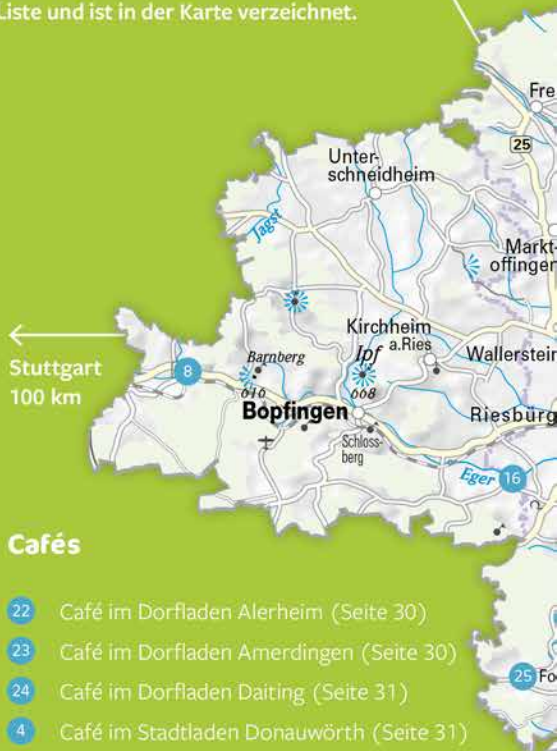 Liste und ist in der Karte verzeichnet.
Fre
25
Unter-
schneidheim
Jagst
Markt-
offingen
Kirchheim
a.Ries
Ipf
668
Wallerstein
Stuttgart
100 km
8
Barnberg
616
Bopfingen
Riesburg
Schloss-
berg
Eger
16
Cafés
22 Café im Dorfladen Alerheim (Seite 30)
23 Café im Dorfladen Amerdingen (Seite 30)
24 Café im Dorfladen Daiting (Seite 31)
25 Fo
4 Café im Stadtladen Donauwörth (Seite 31)